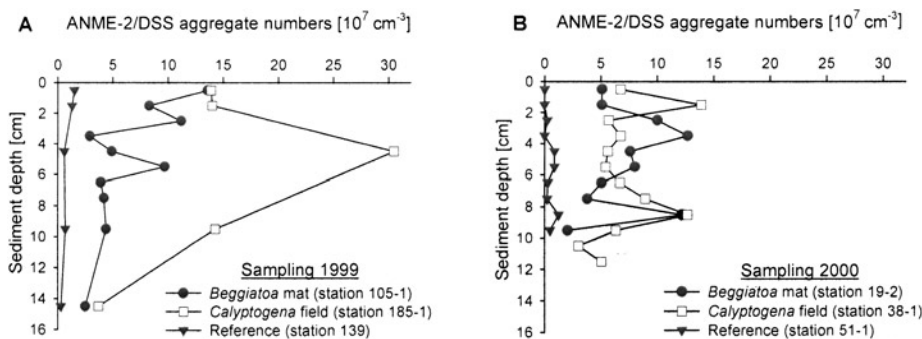 A ANME-2/DSS aggregate numbers [10⁷ cm⁻³]
0 5 10 15 20 25 30
Sediment depth [cm]
0
2
4
6
8
10
12
14
16
Sampling 1999
Beggiatoa mat (station 105-1)
Calyptogena field (station 185-1)
Reference (station 139)
B ANME-2/DSS aggregate numbers [10⁷ cm⁻³]
0 5 10 15 20 25 30
Sediment depth [cm]
0
2
4
6
8
10
12
14
16
Sampling 2000
Beggiatoa mat (station 19-2)
Calyptogena field (station 38-1)
Reference (station 51-1)